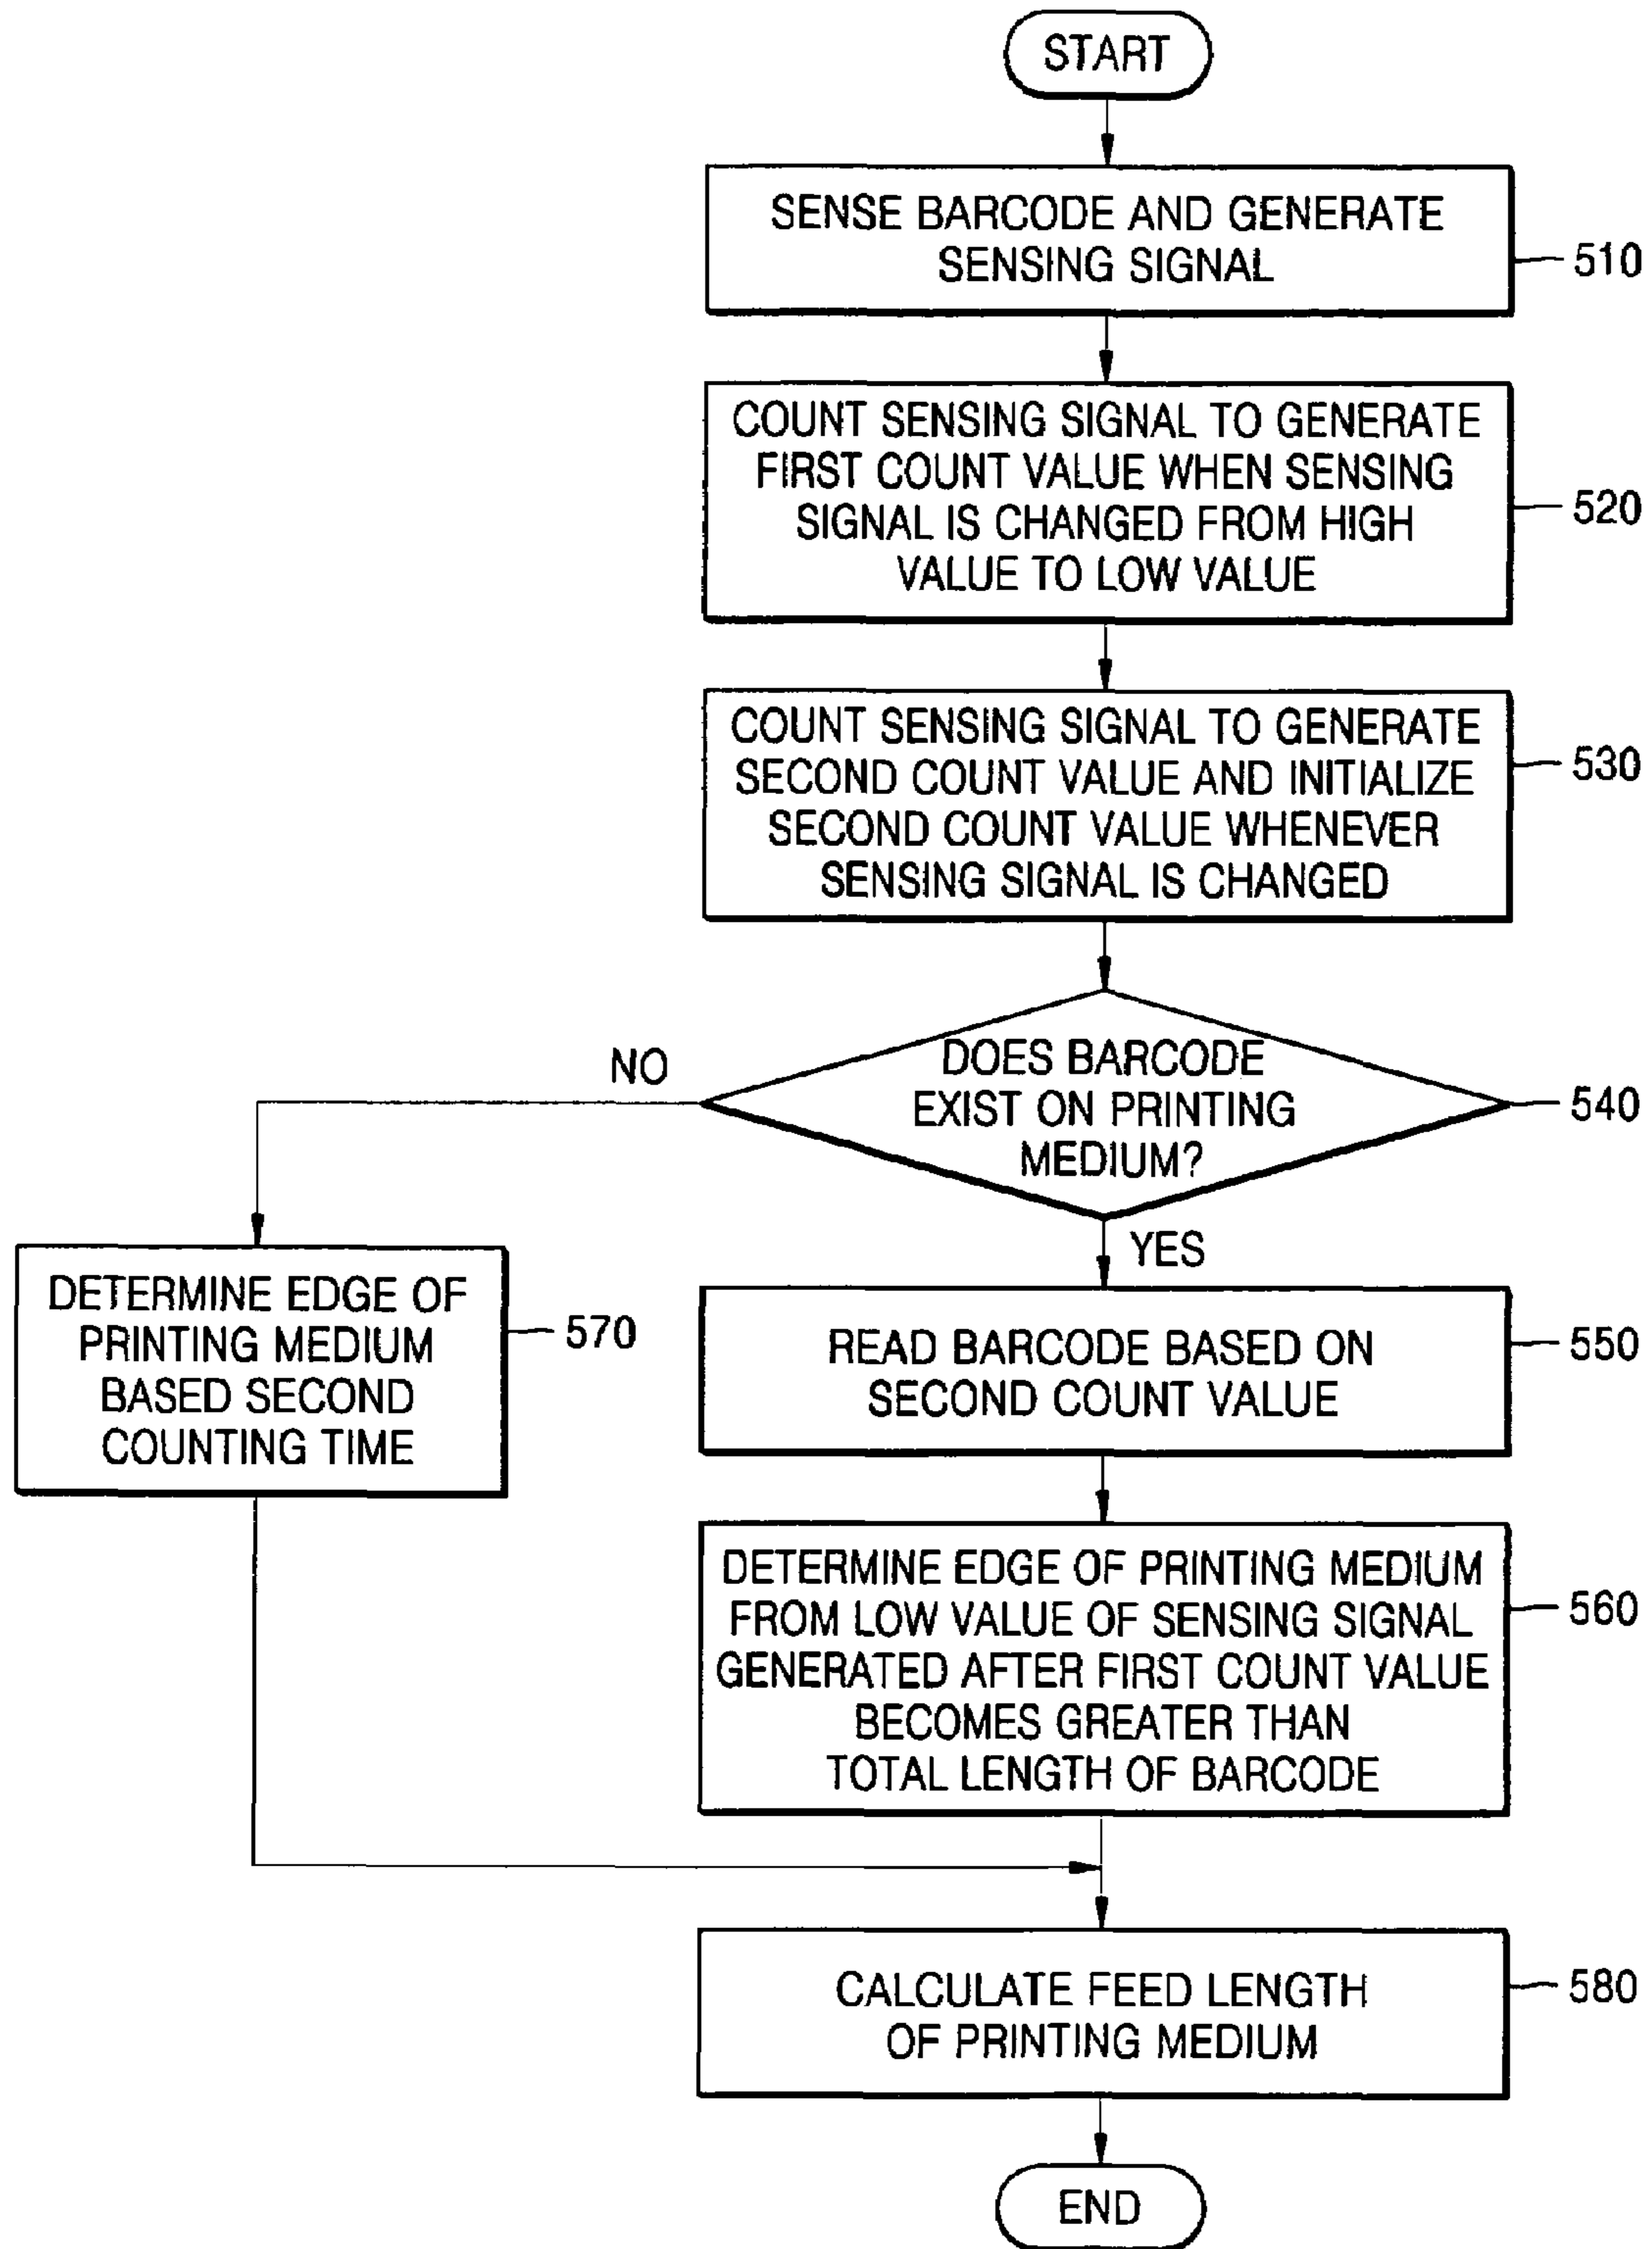 START
SENSE BARCODE AND GENERATE
SENSING SIGNAL
510
COUNT SENSING SIGNAL TO GENERATE
FIRST COUNT VALUE WHEN SENSING
SIGNAL IS CHANGED FROM HIGH
VALUE TO LOW VALUE
520
COUNT SENSING SIGNAL TO GENERATE
SECOND COUNT VALUE AND INITIALIZE
SECOND COUNT VALUE WHENEVER
SENSING SIGNAL IS CHANGED
530
DOES BARCODE
EXIST ON PRINTING
MEDIUM?
540
NO
YES
DETERMINE EDGE OF
PRINTING MEDIUM
BASED SECOND
COUNTING TIME
570
READ BARCODE BASED ON
SECOND COUNT VALUE
550
DETERMINE EDGE OF PRINTING MEDIUM
FROM LOW VALUE OF SENSING SIGNAL
GENERATED AFTER FIRST COUNT VALUE
BECOMES GREATER THAN
TOTAL LENGTH OF BARCODE
560
CALCULATE FEED LENGTH
OF PRINTING MEDIUM
580
END